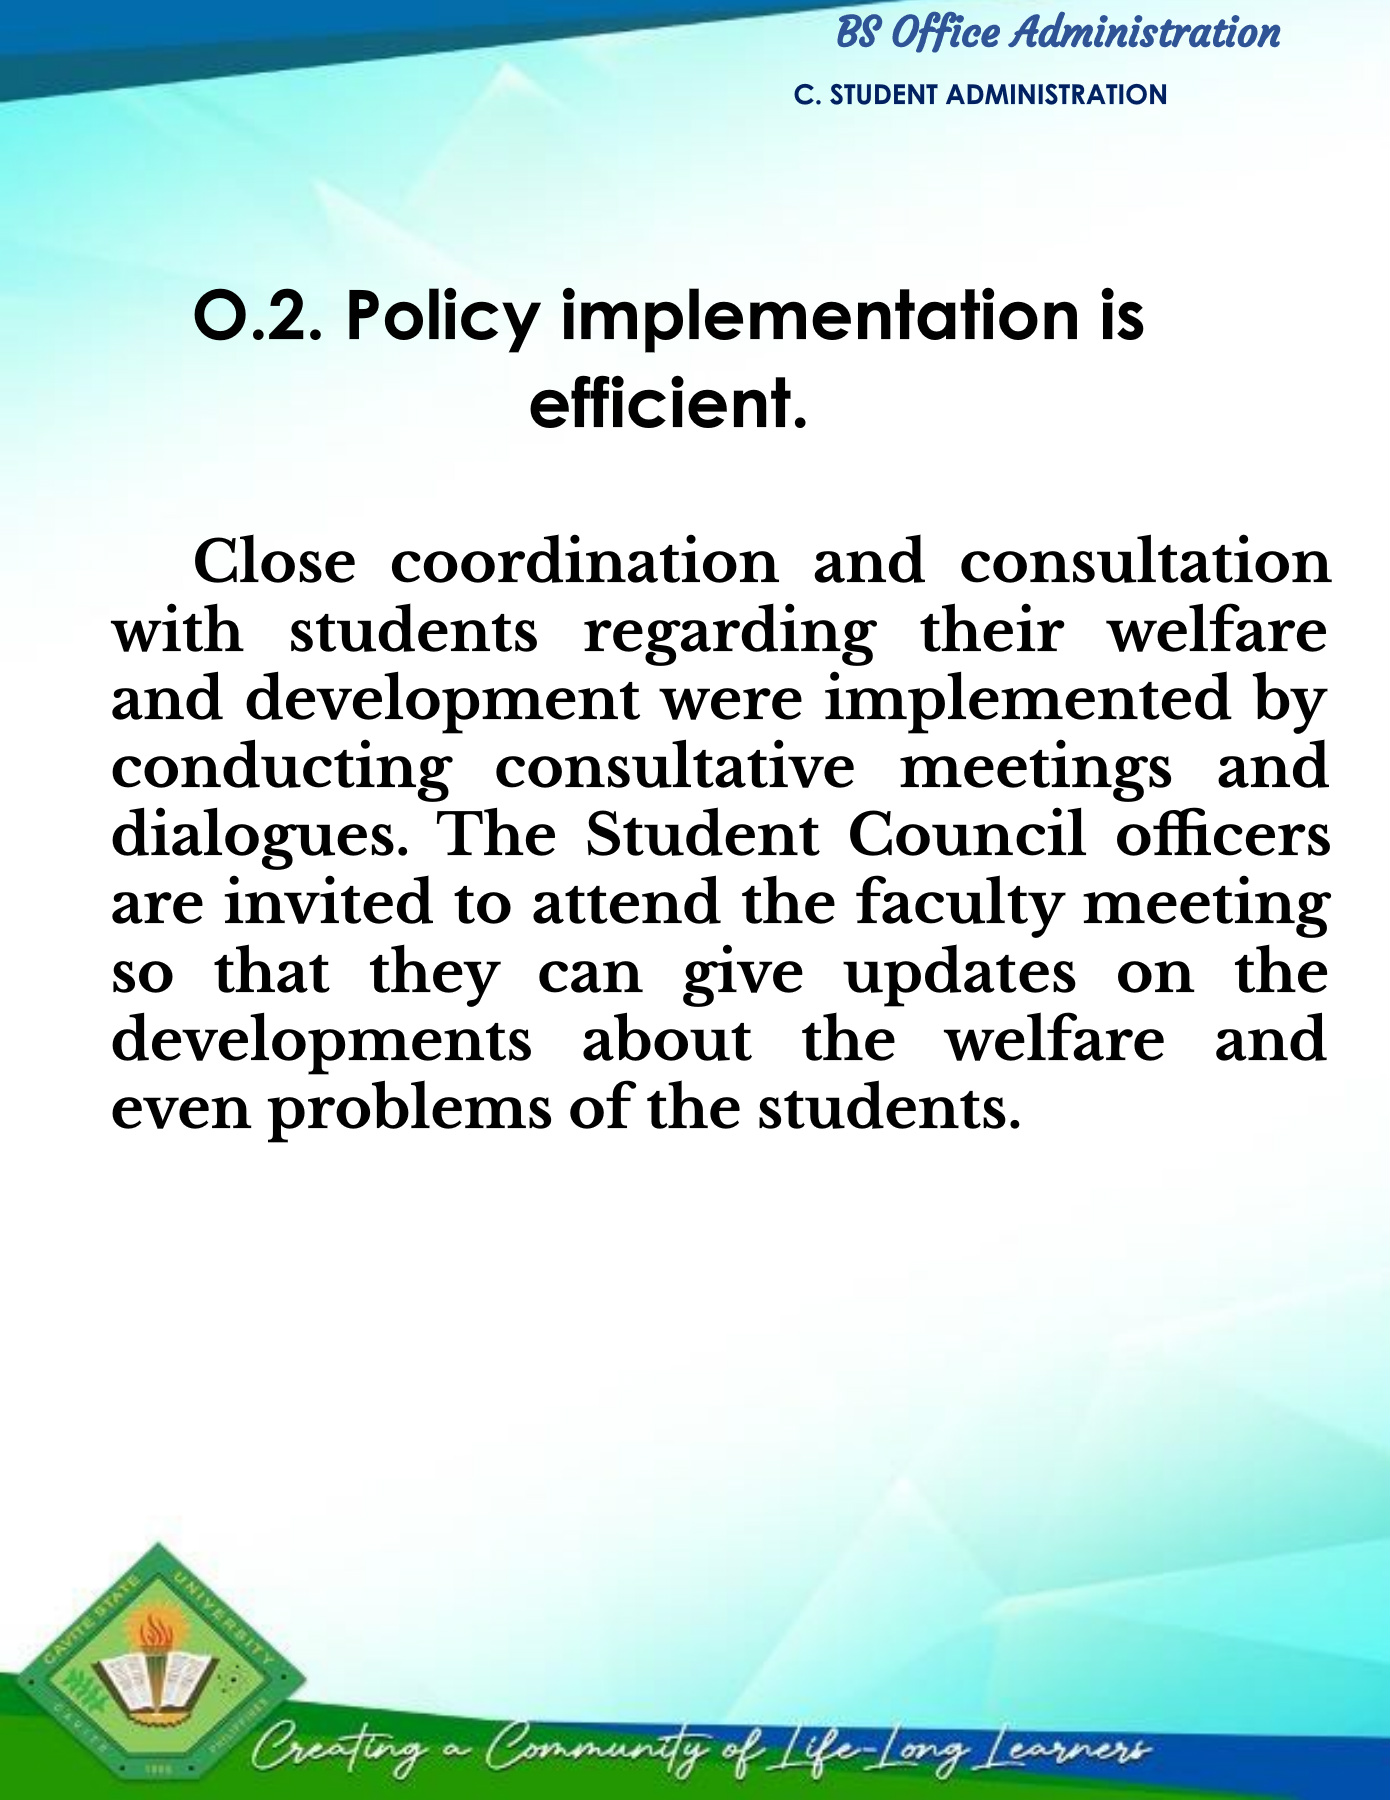 BS Office Administration
C. STUDENT ADMINISTRATION
O.2. Policy implementation is
efficient.
Close coordination and consultation
with students regarding their welfare
and development were implemented by
conducting consultative meetings and
dialogues. The Student Council officers
are invited to attend the faculty meeting
so that they can give updates on the
developments about the welfare and
even problems of the students.
CAVITE STATE UNIVERSITY
CAVITE PHILIPPINES
1906
Creating a Community of Life-Long Learners